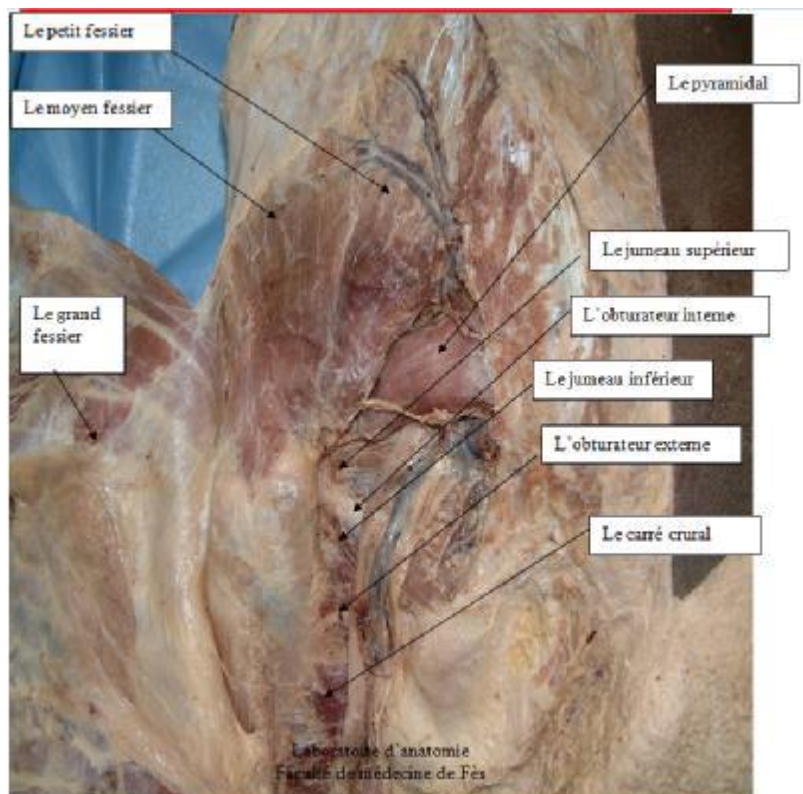 Le petit fessier
Le moyen fessier
Le pyramidal
Le jumeau supérieur
Le grand
fessier
L'obturateur interne
Le jumeau inférieur
L'obturateur externe
Le carré crural
Laboratoire d'anatomie
Faculté de médecine de Fès